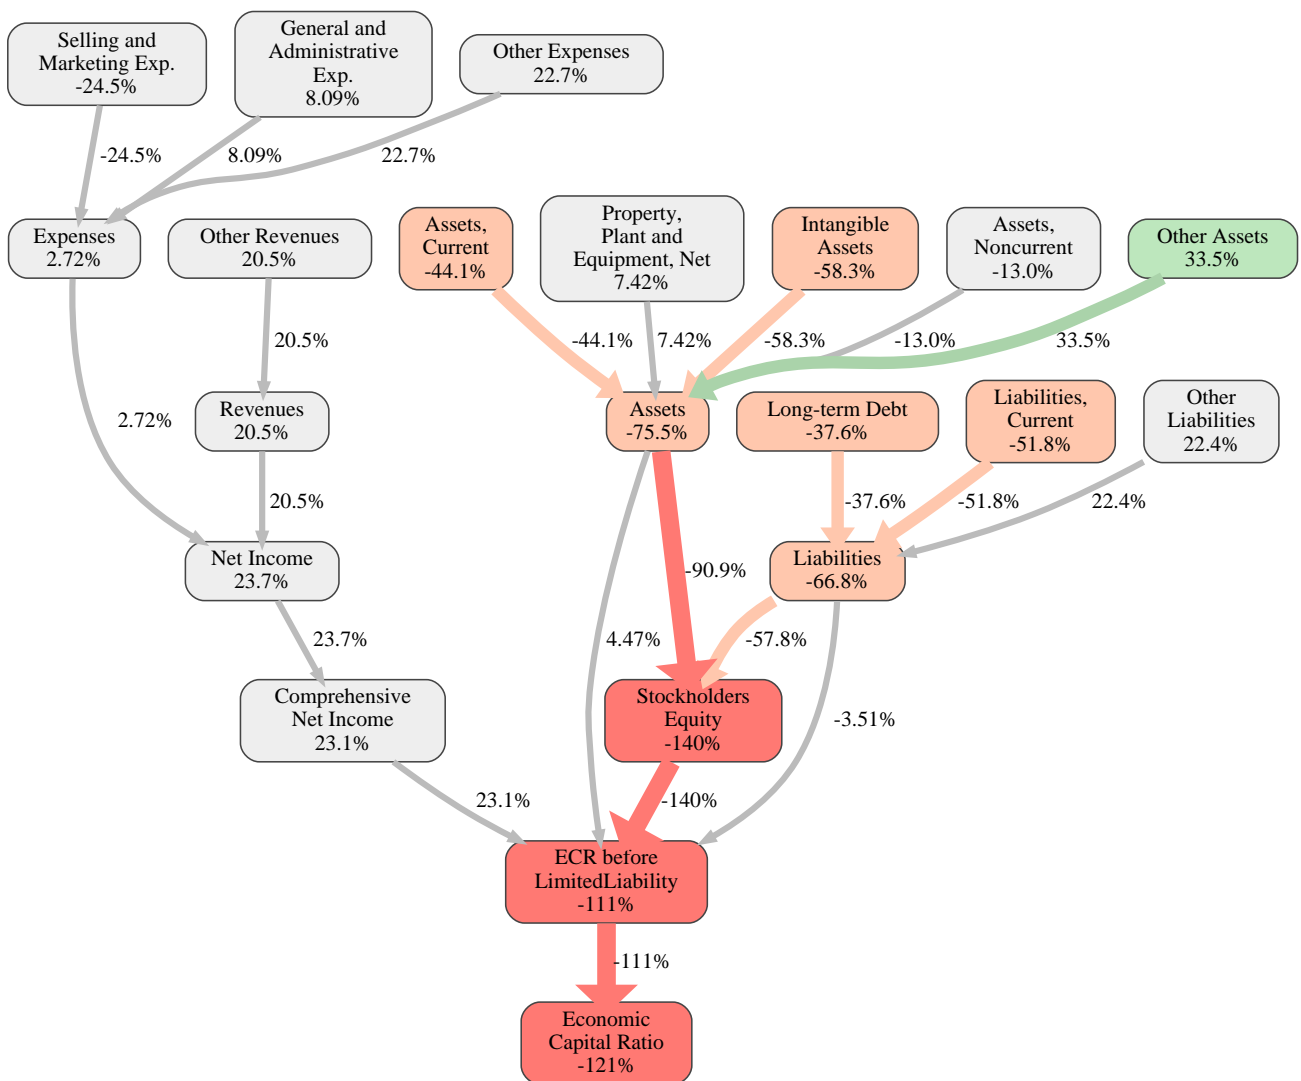 Selling and
Marketing Exp.
-24.5%
General and
Administrative
Exp.
8.09%
Other Expenses
22.7%
-24.5%
8.09%
22.7%
Expenses
2.72%
Other Revenues
20.5%
Assets,
Current
-44.1%
Property,
Plant and
Equipment, Net
7.42%
Intangible
Assets
-58.3%
Assets,
Noncurrent
-13.0%
Other Assets
33.5%
20.5%
-44.1%
7.42%
-58.3%
-13.0%
33.5%
2.72%
Revenues
20.5%
Assets
-75.5%
Long-term Debt
-37.6%
Liabilities,
Current
-51.8%
Other
Liabilities
22.4%
20.5%
-37.6%
-51.8%
22.4%
Net Income
23.7%
-90.9%
Liabilities
-66.8%
23.7%
4.47%
-57.8%
Comprehensive
Net Income
23.1%
Stockholders
Equity
-140%
-3.51%
23.1%
-140%
ECR before
LimitedLiability
-111%
-111%
Economic
Capital Ratio
-121%